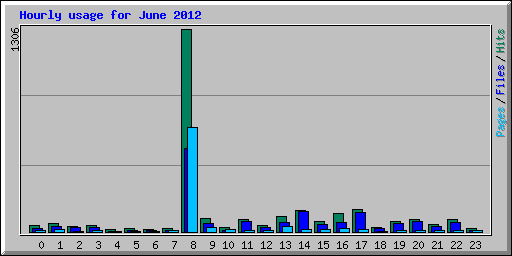 Hourly usage for June 2012
1306
Pages/Files/Hits
0 1 2 3 4 5 6 7 8 9 10 11 12 13 14 15 16 17 18 19 20 21 22 23